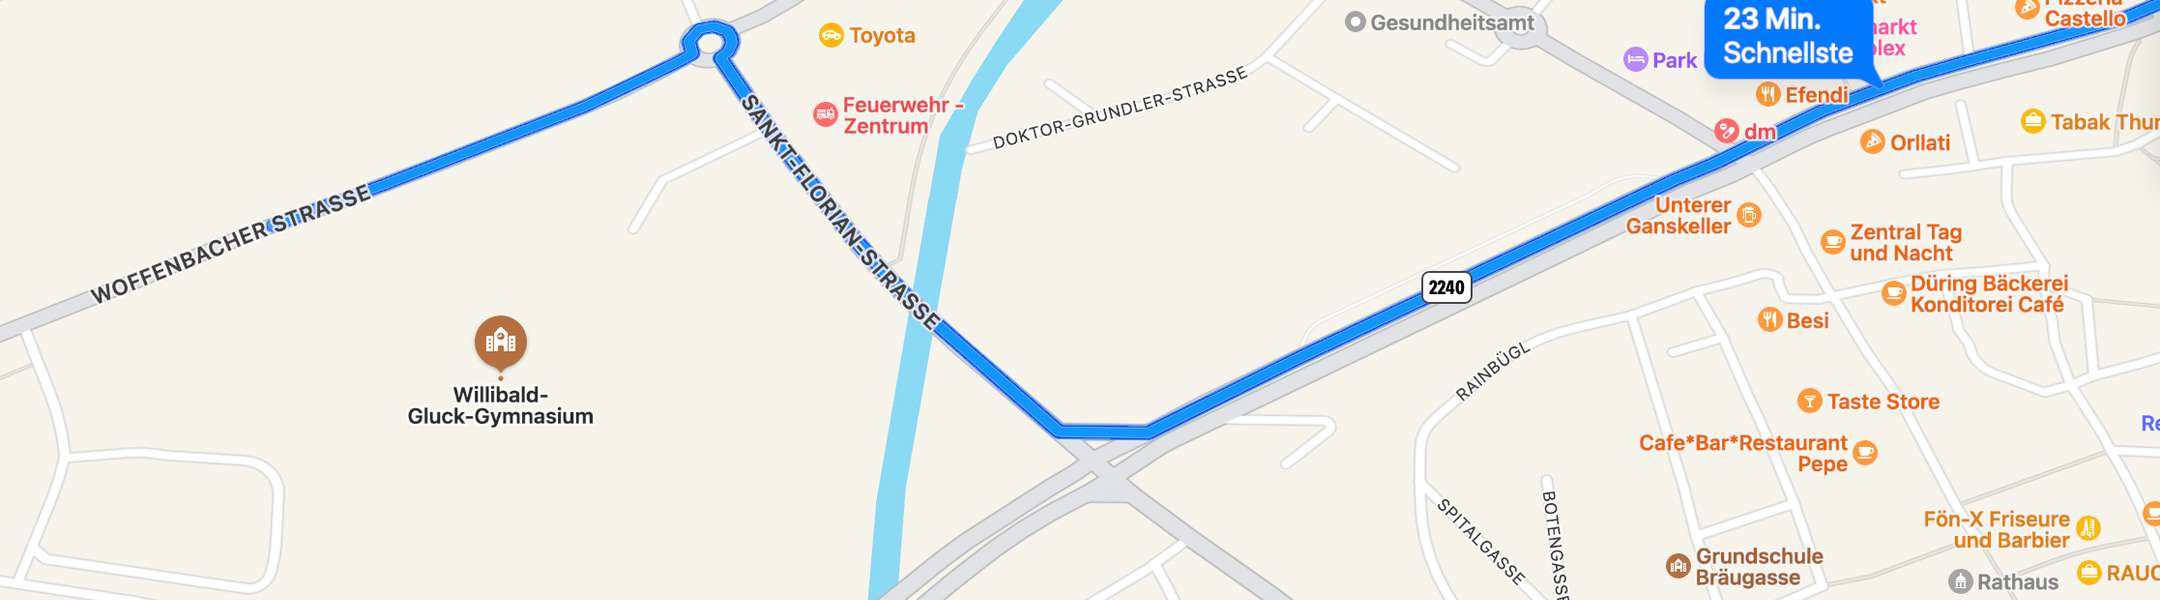 Toyota
Gesundheitsamt
23 Min.
Schnellste
Castello
Park
Feuerwehr -
Zentrum
Efendi
dm
Orllati
DOKTOR-GRUNDLER-STRASSE
SANKT-FLORIAN-STRASSE
WOFFENBACHER STRASSE
Unterer
Ganskeller
Zentral Tag
und Nacht
2240
Düring Bäckerei
Konditorei Café
Besi
RAINBÜGL
Willibald-
Gluck-Gymnasium
Taste Store
Cafe*Bar*Restaurant
Pepe
SPITALGASSE
BOTENGASSE
Fön-X Friseure
und Barbier
Grundschule
Bräugasse
Rathaus
Tabak